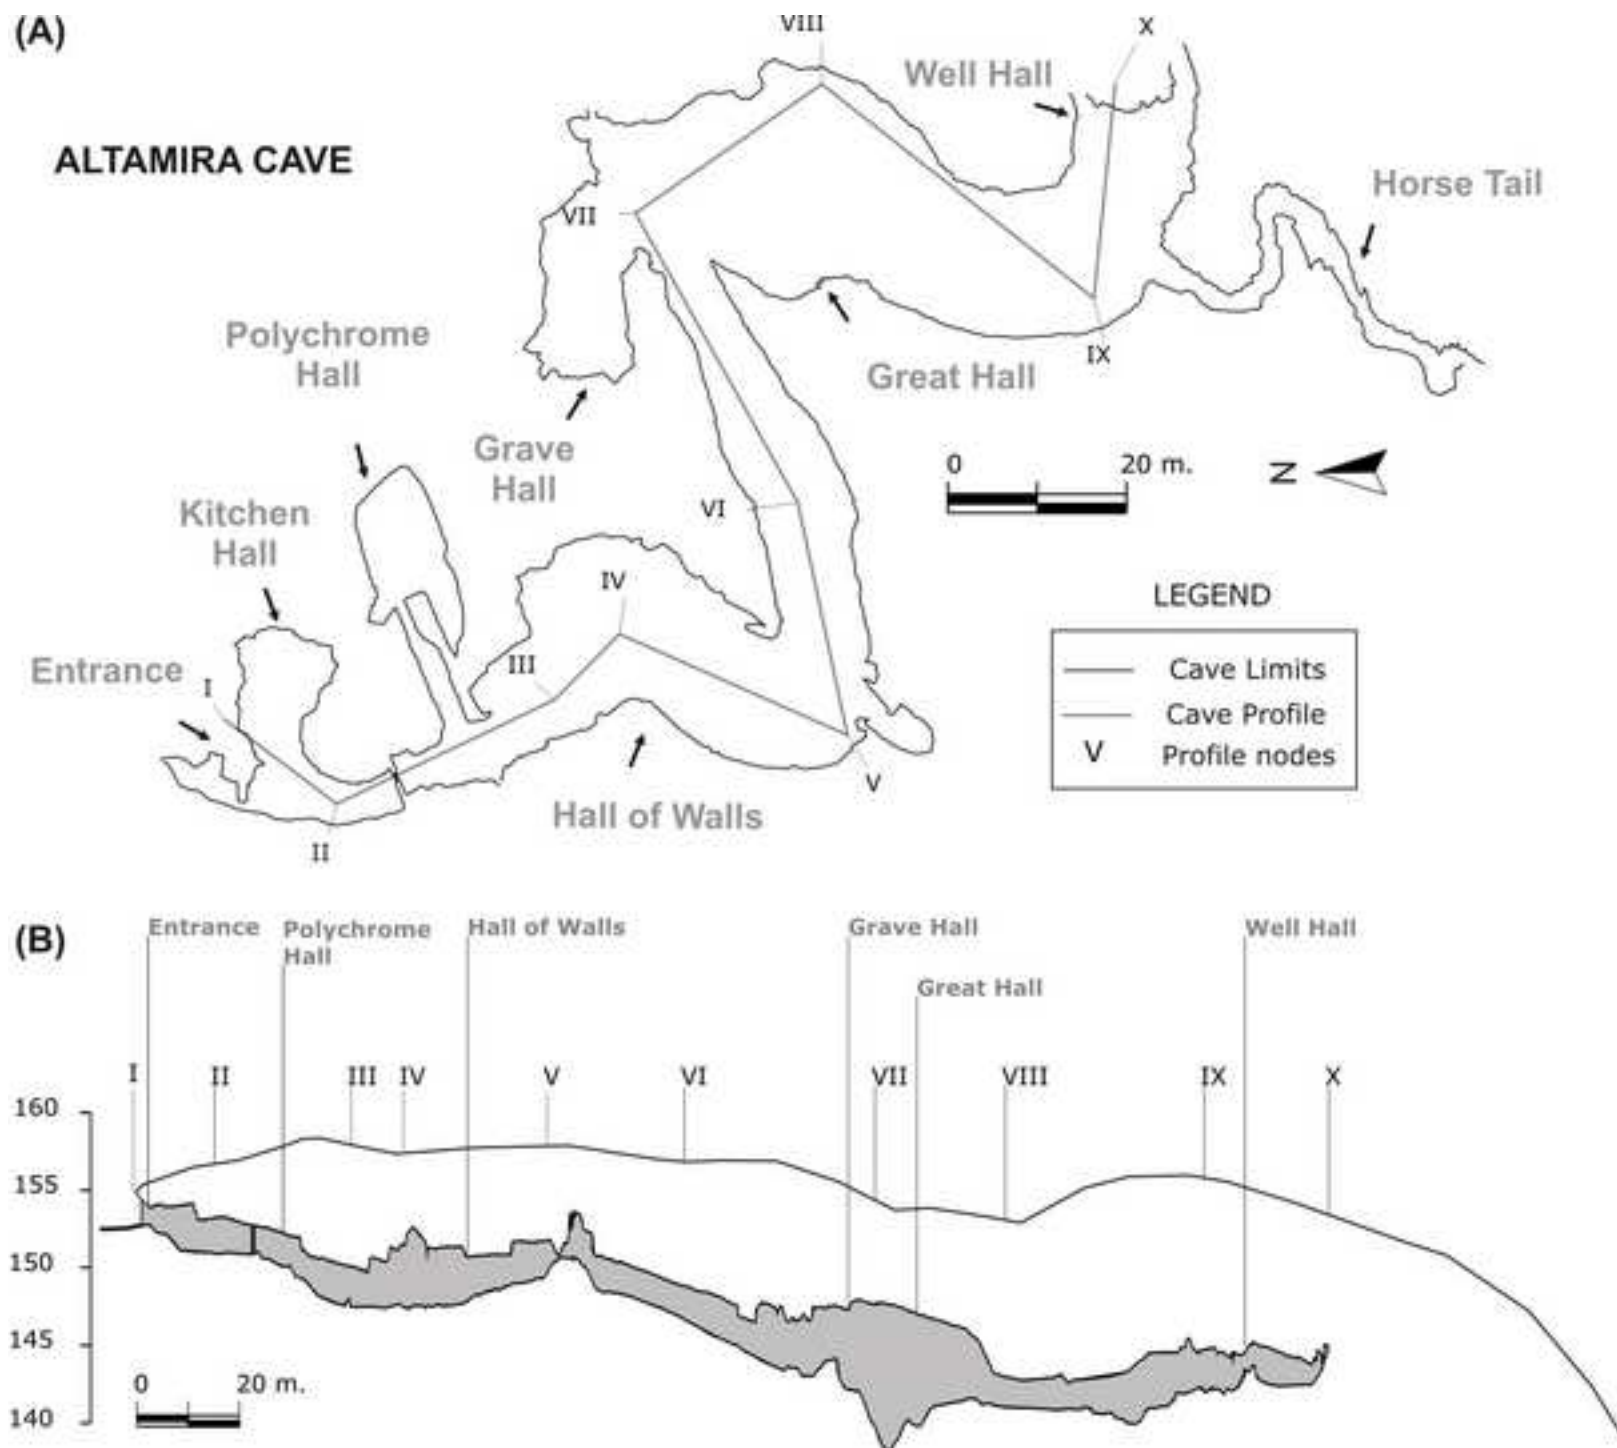 (A)
VIII
X
Well Hall
ALTAMIRA CAVE
Horse Tail
VII
Polychrome
Hall
IX
Great Hall
Grave
Hall
0 20 m.
N
Kitchen
Hall
VI
IV
LEGEND
Entrance
I
III
Cave Limits
Cave Profile
V Profile nodes
V
Hall of Walls
II
(B)
Entrance
Polychrome
Hall
Hall of Walls
Grave Hall
Well Hall
Great Hall
I II III IV V VI VII VIII IX X
160
155
150
145
0 20 m.
140